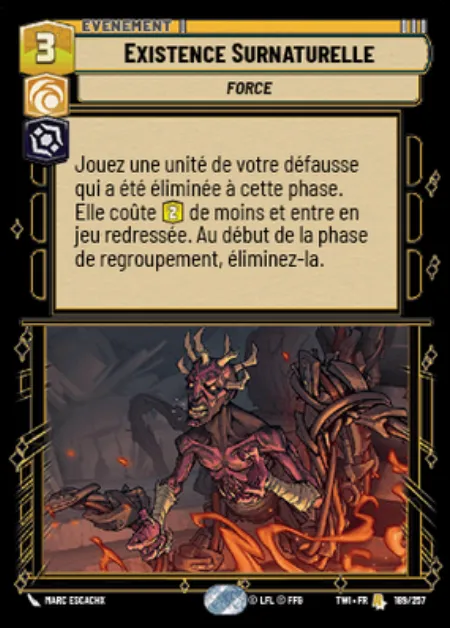 ÉVÉNEMENT
3
EXISTENCE SURNATURELLE
FORCE
Jouez une unité de votre défausse
qui a été éliminée à cette phase.
Elle coûte 2 de moins et entre en
jeu redressée. Au début de la phase
de regroupement, éliminez-la.
MARC ESCACHX
© LFL © FFG
TWI • FR
189/257